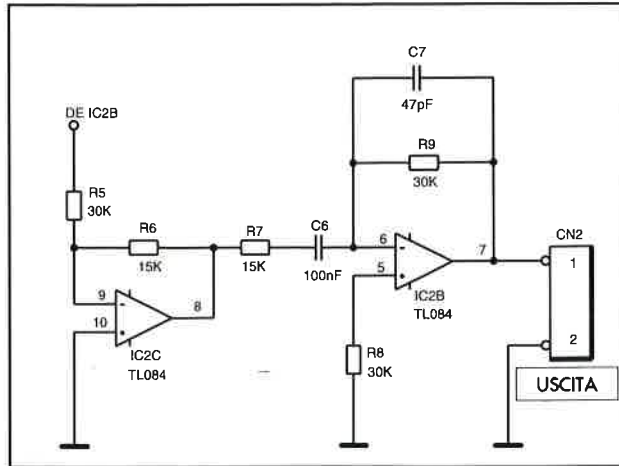 C7
47pF
DE IC2B
R9
30K
R5
30K
R6
15K
R7
15K
C6
100nF
CN2
6
7
1
5
IC2B
TL084
9
8
10
IC2C
TL084
R8
30K
2
USCITA